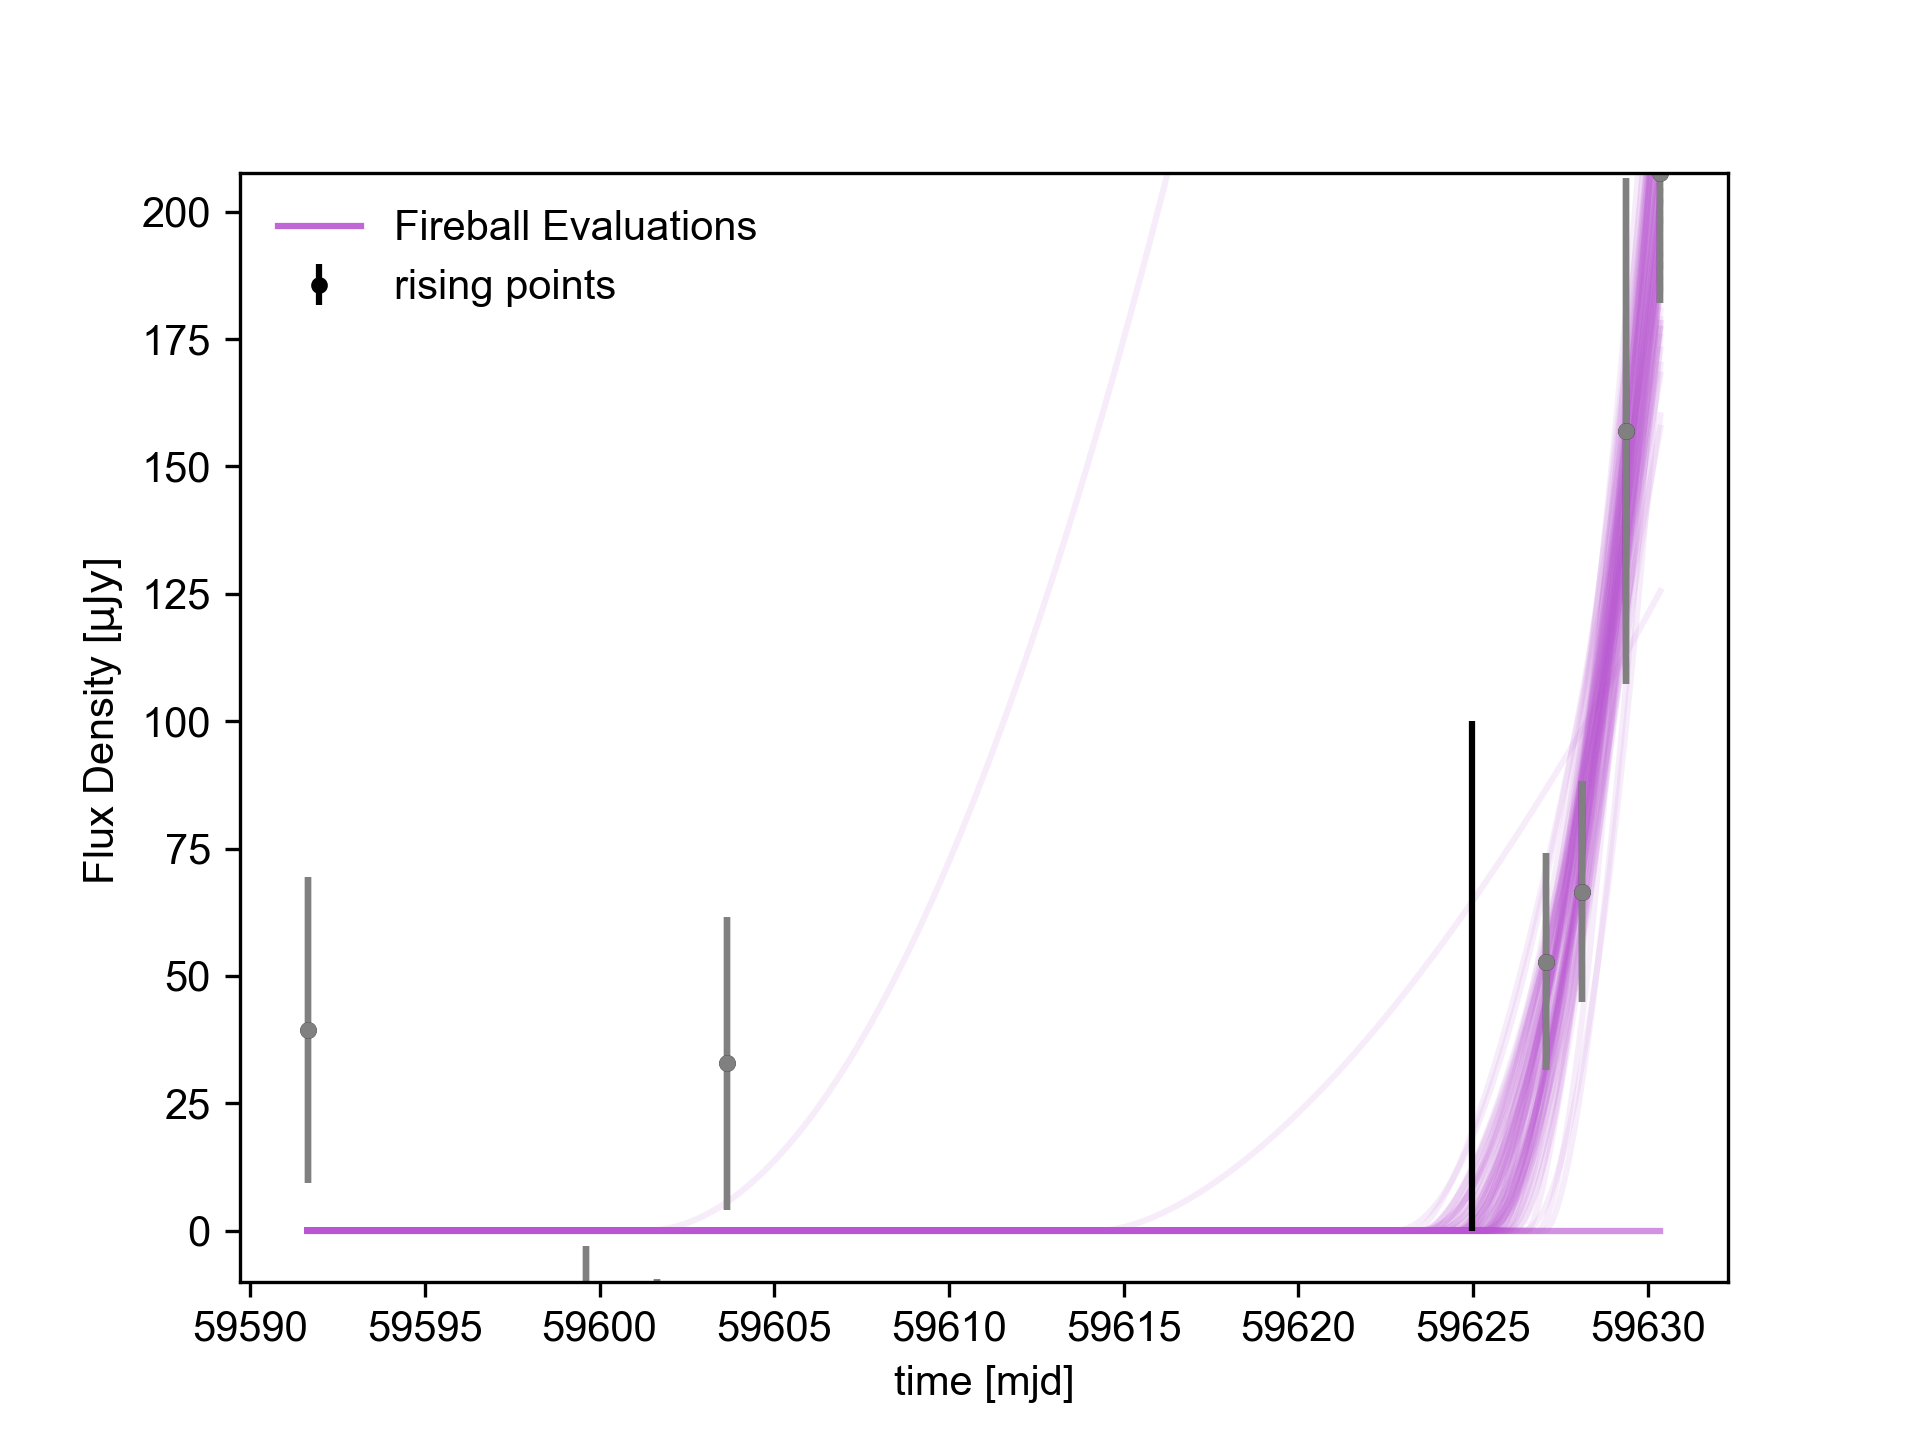 Fireball Evaluations
rising points
200
175
150
125
100
75
50
25
0
Flux Density [µJy]
59590 59595 59600 59605 59610 59615 59620 59625 59630
time [mjd]